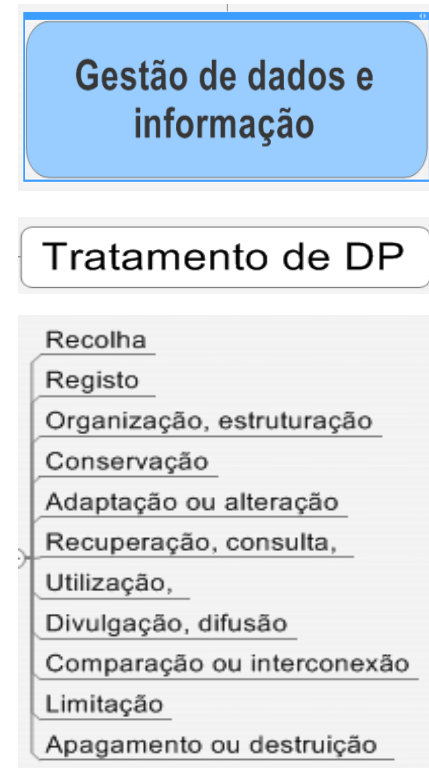 Gestão de dados e
informação
Tratamento de DP
Recolha
Registo
Organização, estruturação
Conservação
Adaptação ou alteração
Recuperação, consulta,
Utilização,
Divulgação, difusão
Comparação ou interconexão
Limitação
Apagamento ou destruição